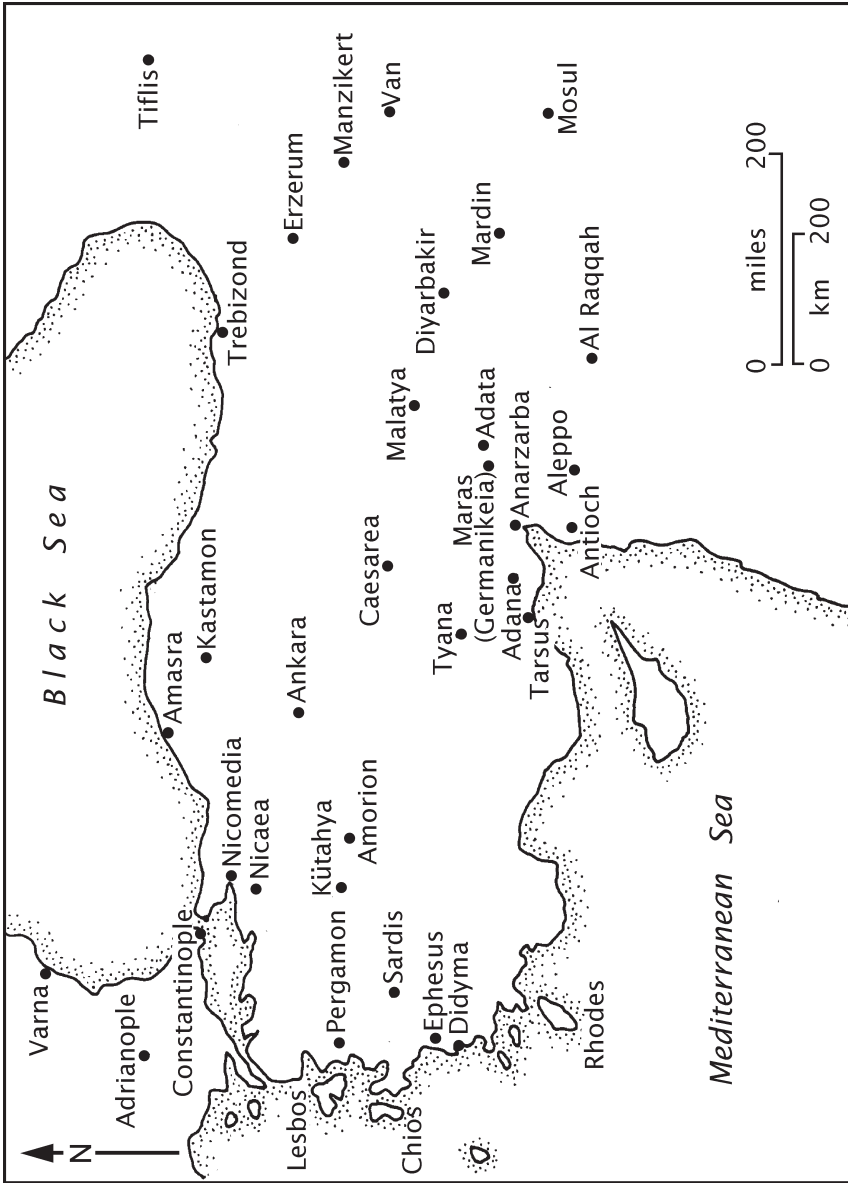 Black Sea
Tiflis
Varna
Adrianople
Constantinople
Nicomedia
Nicaea
Amasra
Kastamon
Trebizond
Erzerum
Manzikert
Van
Ankara
Kütahya
Amorion
Pergamon
Sardis
Lesbos
Chios
Ephesus
Didyma
Caesarea
Malatya
Diyarbakir
Mardin
Mosul
Tyana
Maras
(Germanikeia)
Adata
Adana
Tarsus
Anarzarba
Aleppo
Antioch
Al Raqqah
Rhodes
Mediterranean Sea
N
0 miles 200
0 km 200